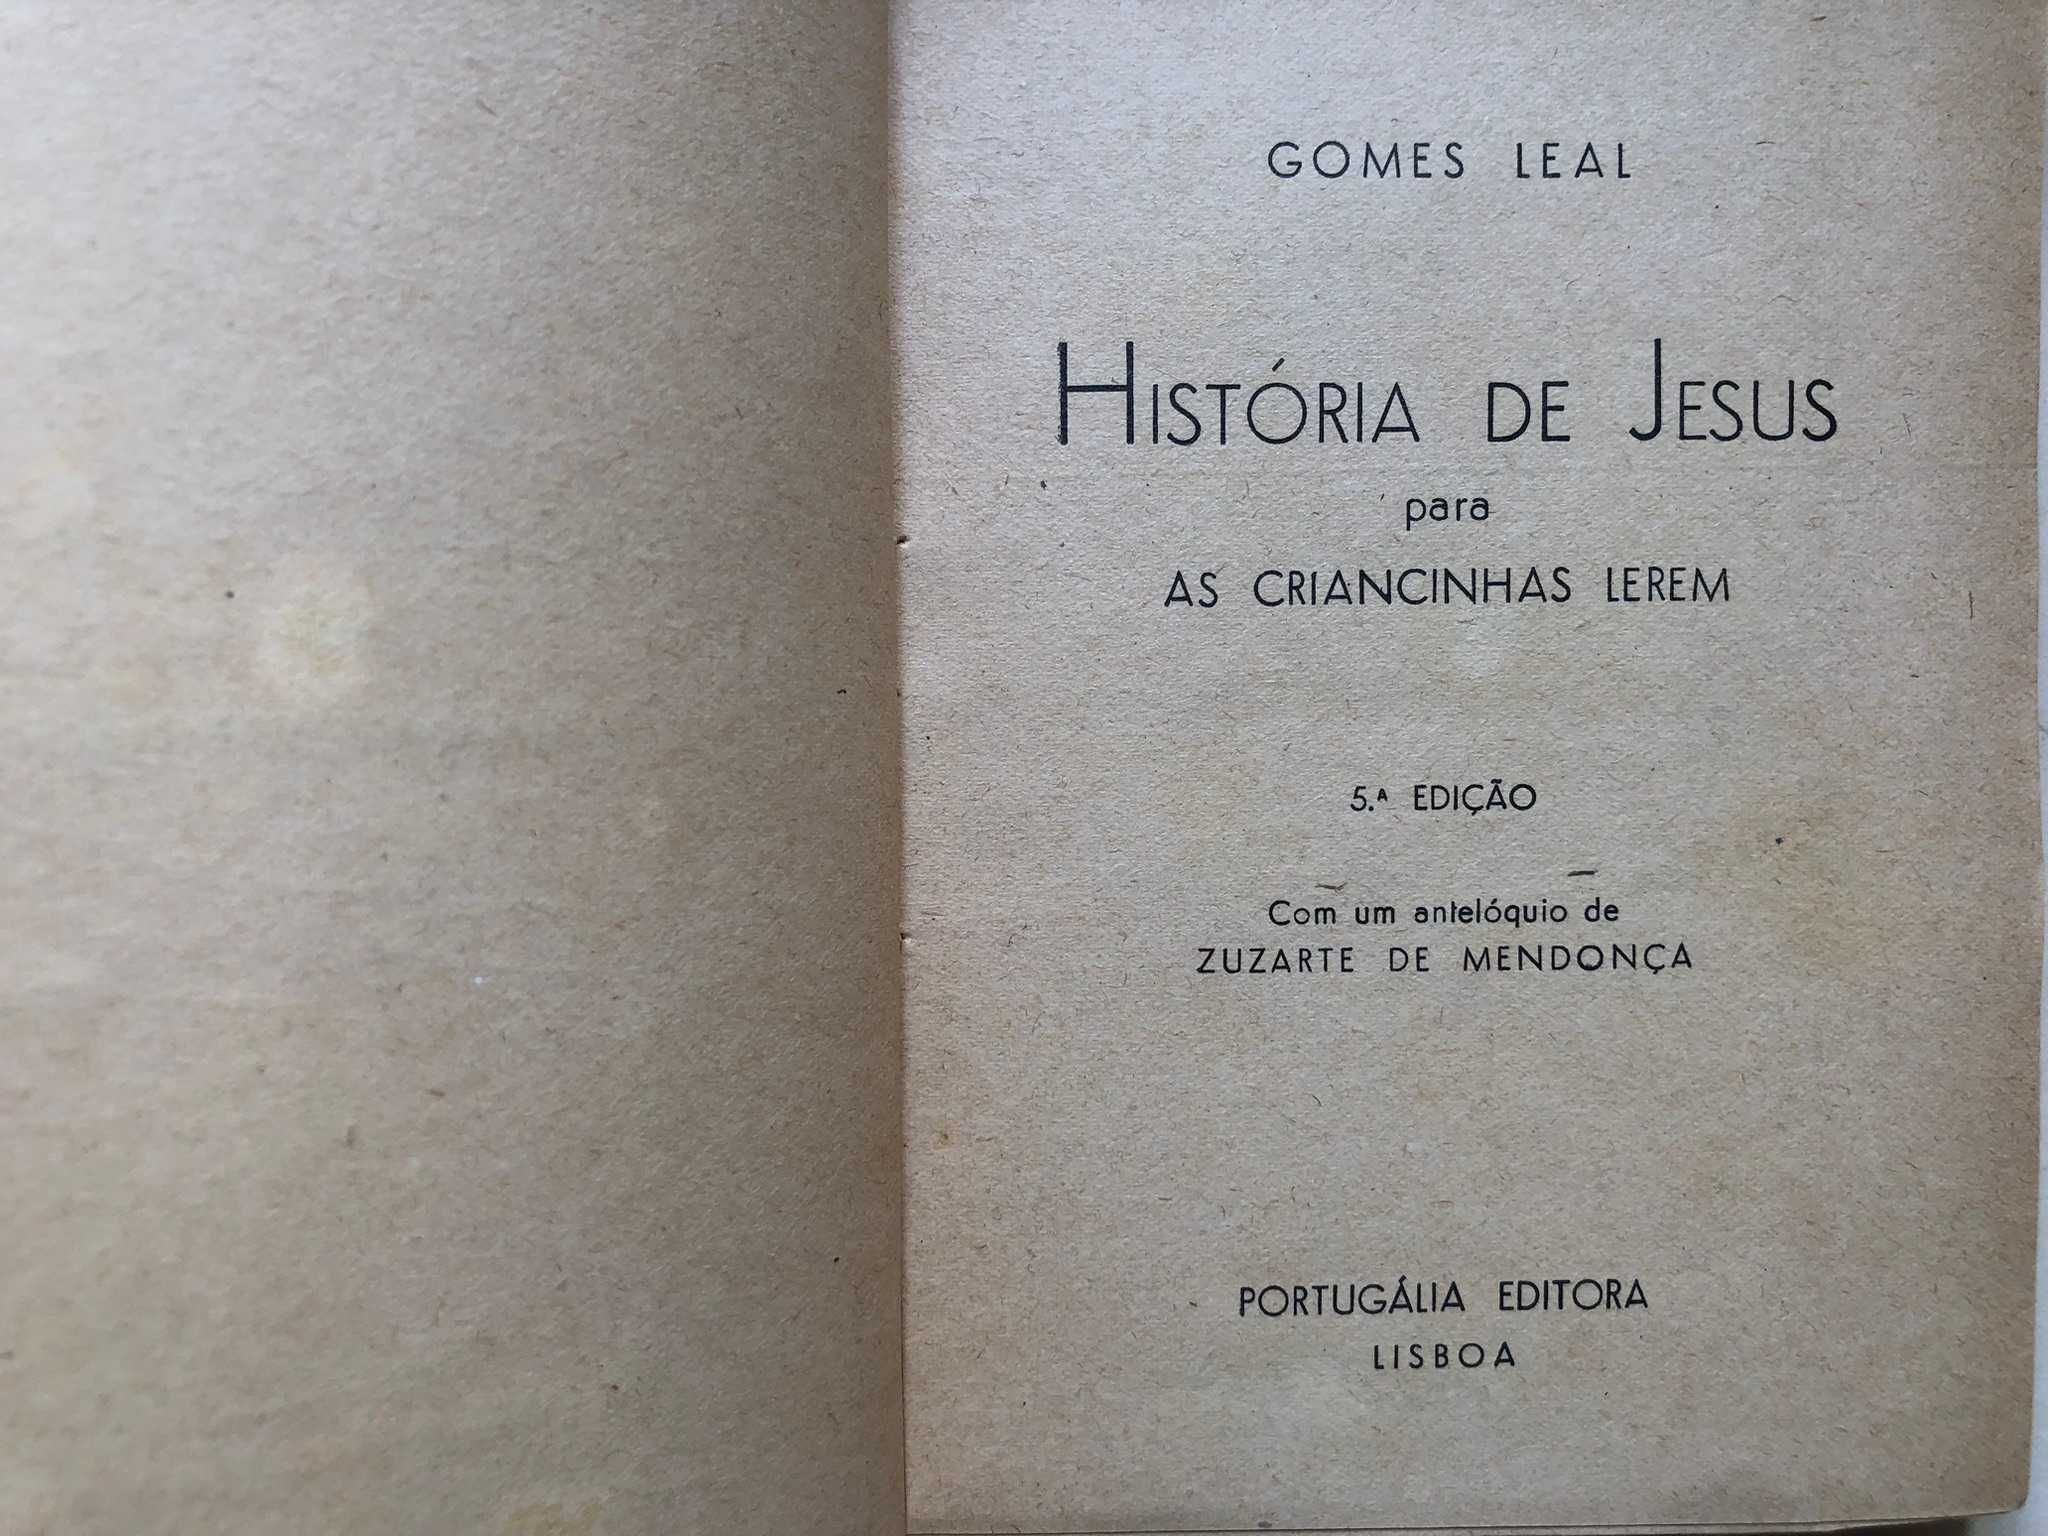 GOMES LEAL
HISTÓRIA DE JESUS
para
AS CRIANCINHAS LEREM
5.ᴬ EDIÇÃO
Com um antelóquio de
ZUZARTE DE MENDONÇA
PORTUGÁLIA EDITORA
LISBOA